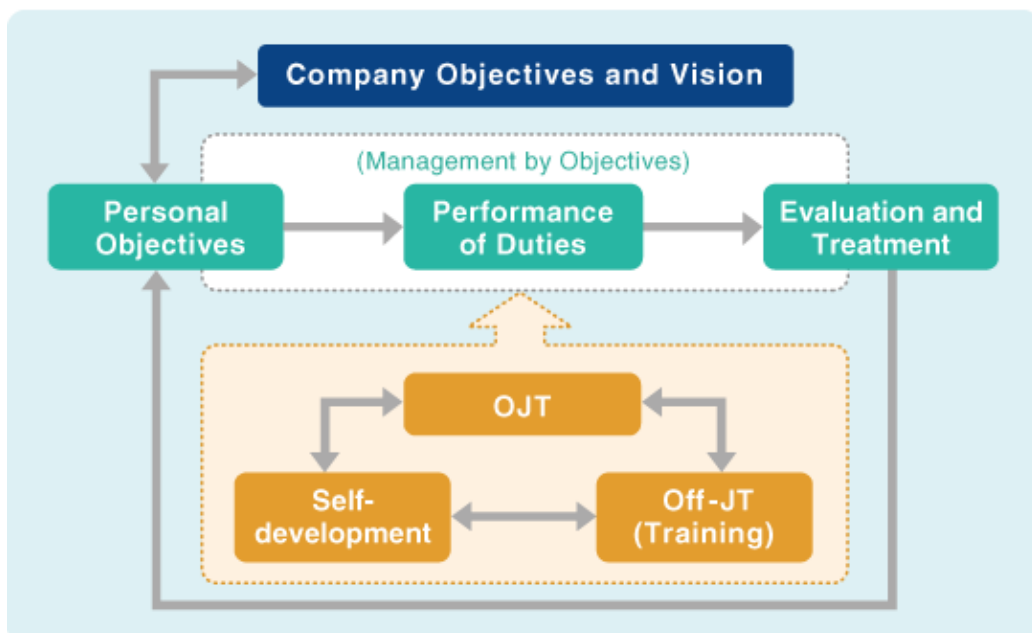 Company Objectives and Vision
(Management by Objectives)
Personal
Objectives
Performance
of Duties
Evaluation and
Treatment
OJT
Self-
development
Off-JT
(Training)